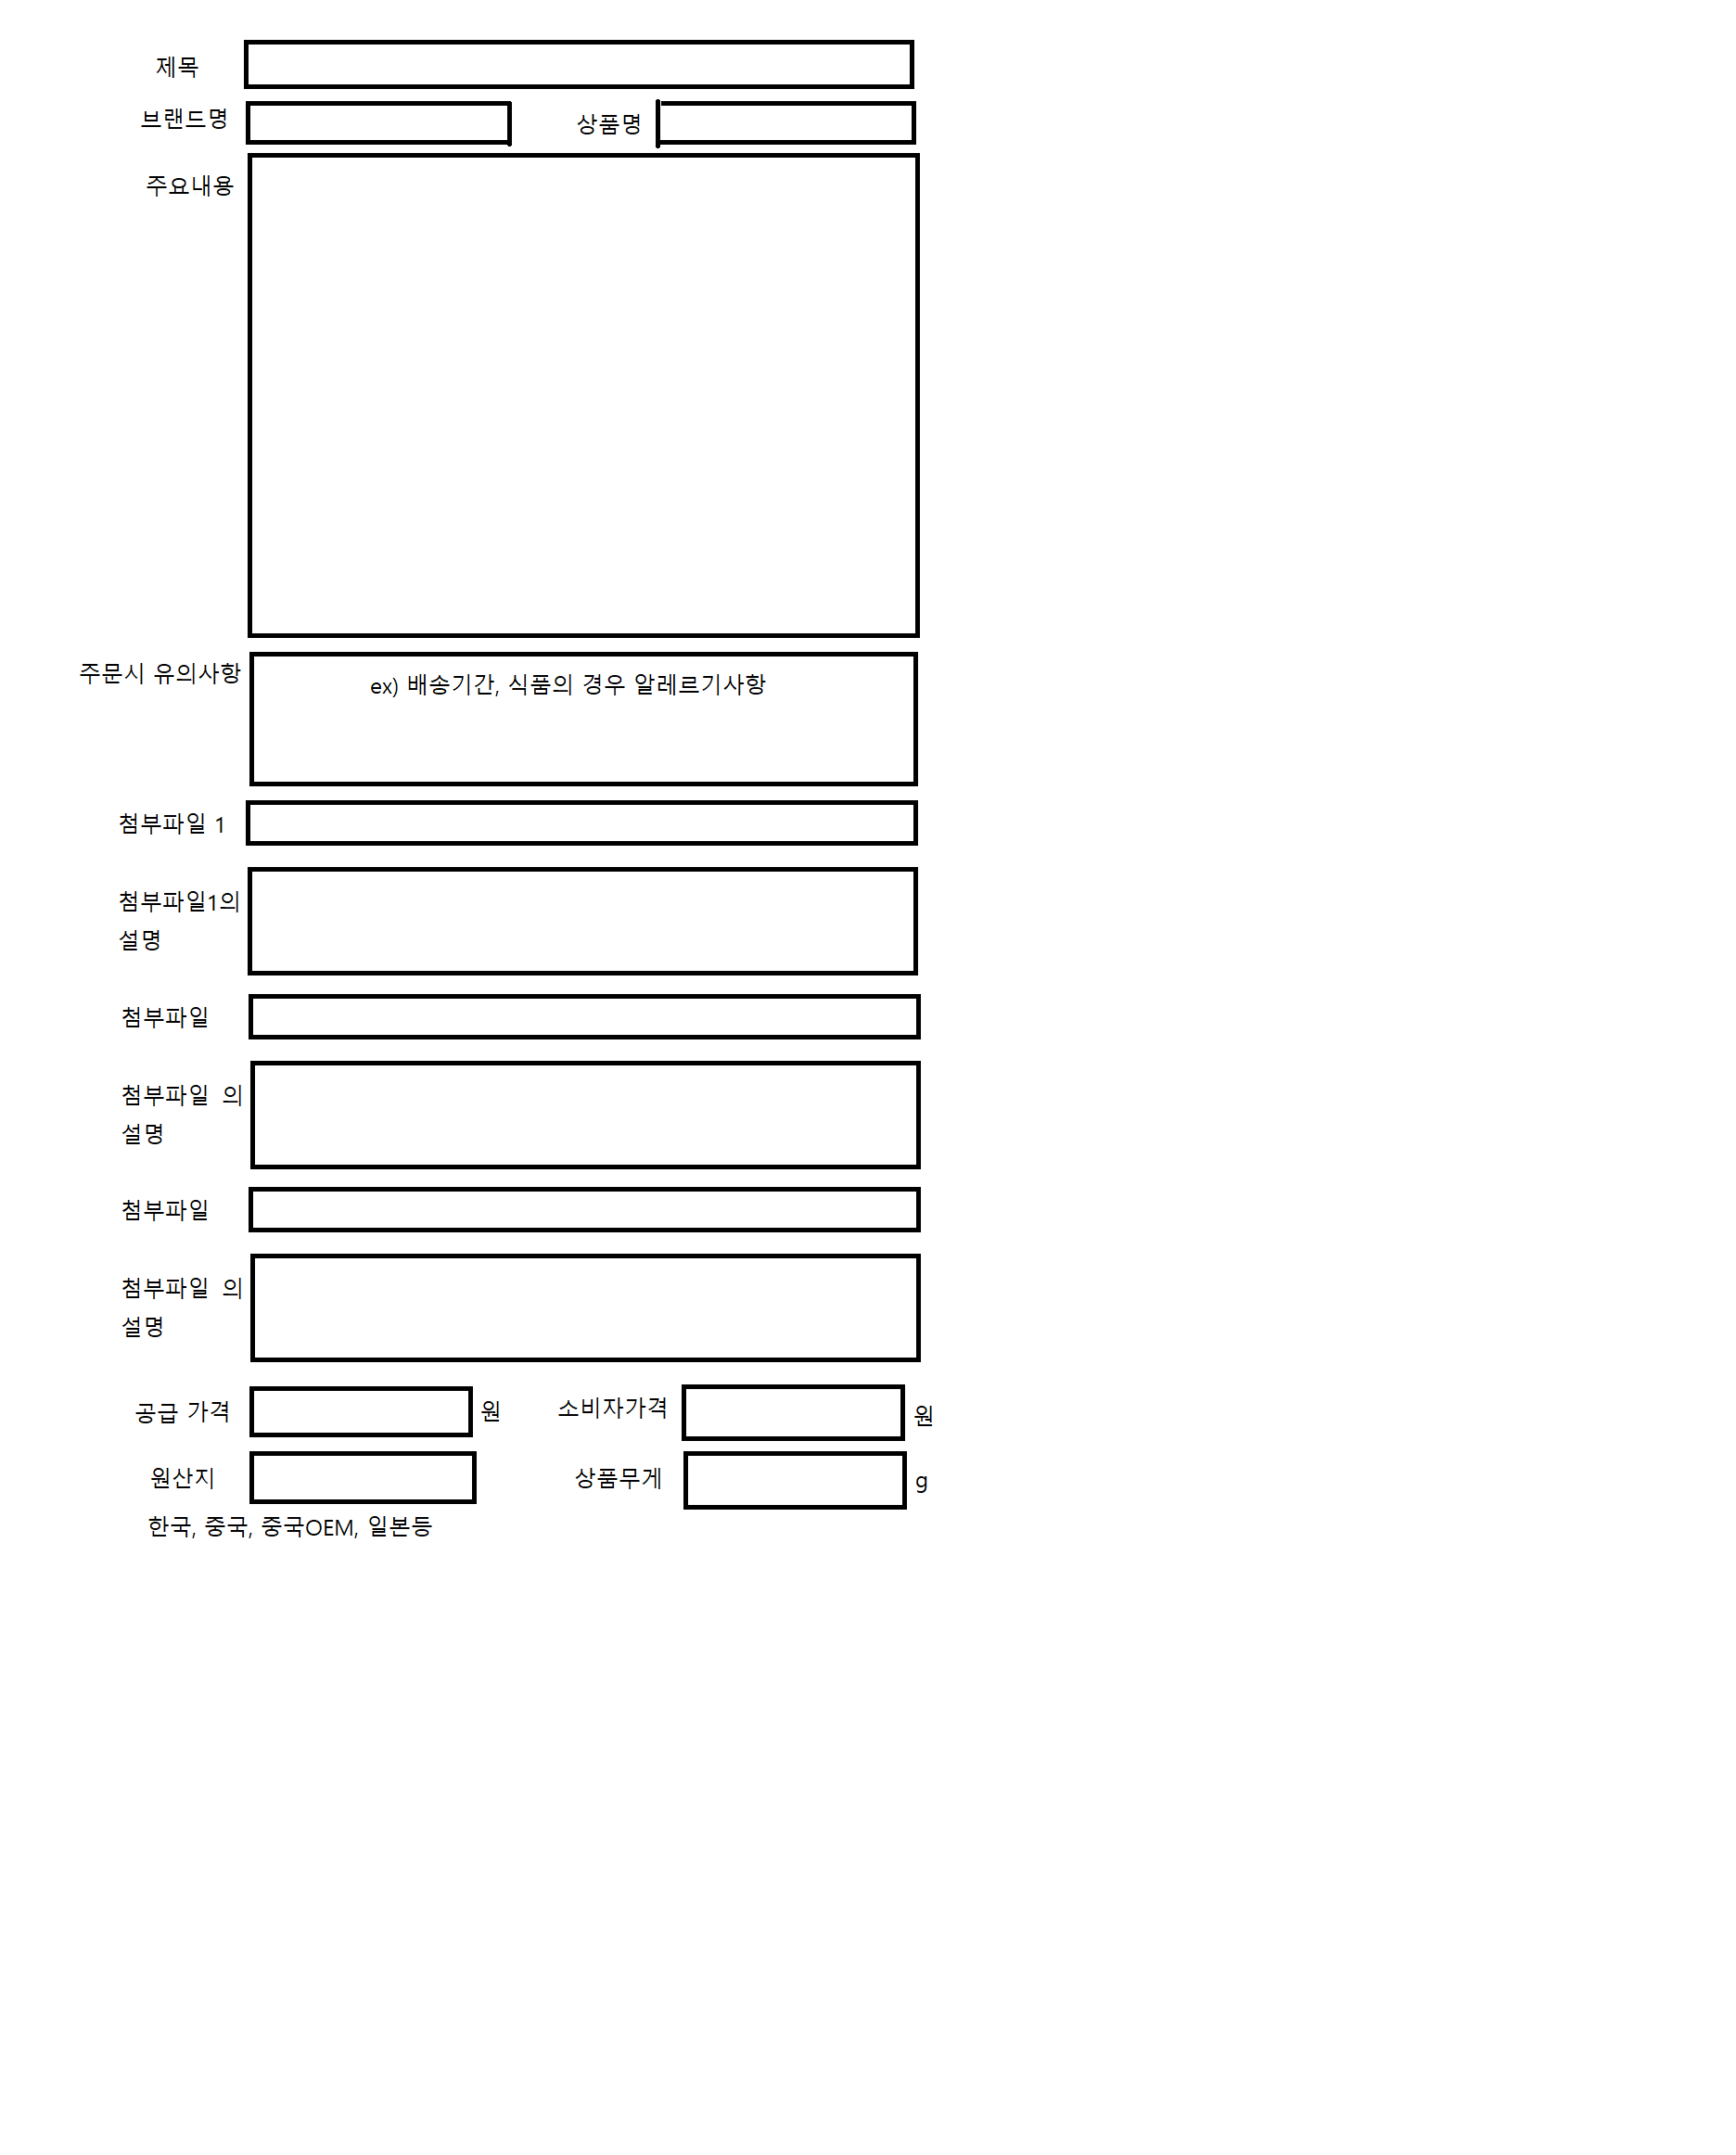 제목
브랜드명 상품명
주요내용
주문시 유의사항 ex) 배송기간, 식품의 경우 알레르기사항
첨부파일 1
첨부파일1의
설명
첨부파일
첨부파일 의
설명
첨부파일
첨부파일 의
설명
공급 가격 원 소비자가격 원
원산지 상품무게 g
한국, 중국, 중국OEM, 일본등